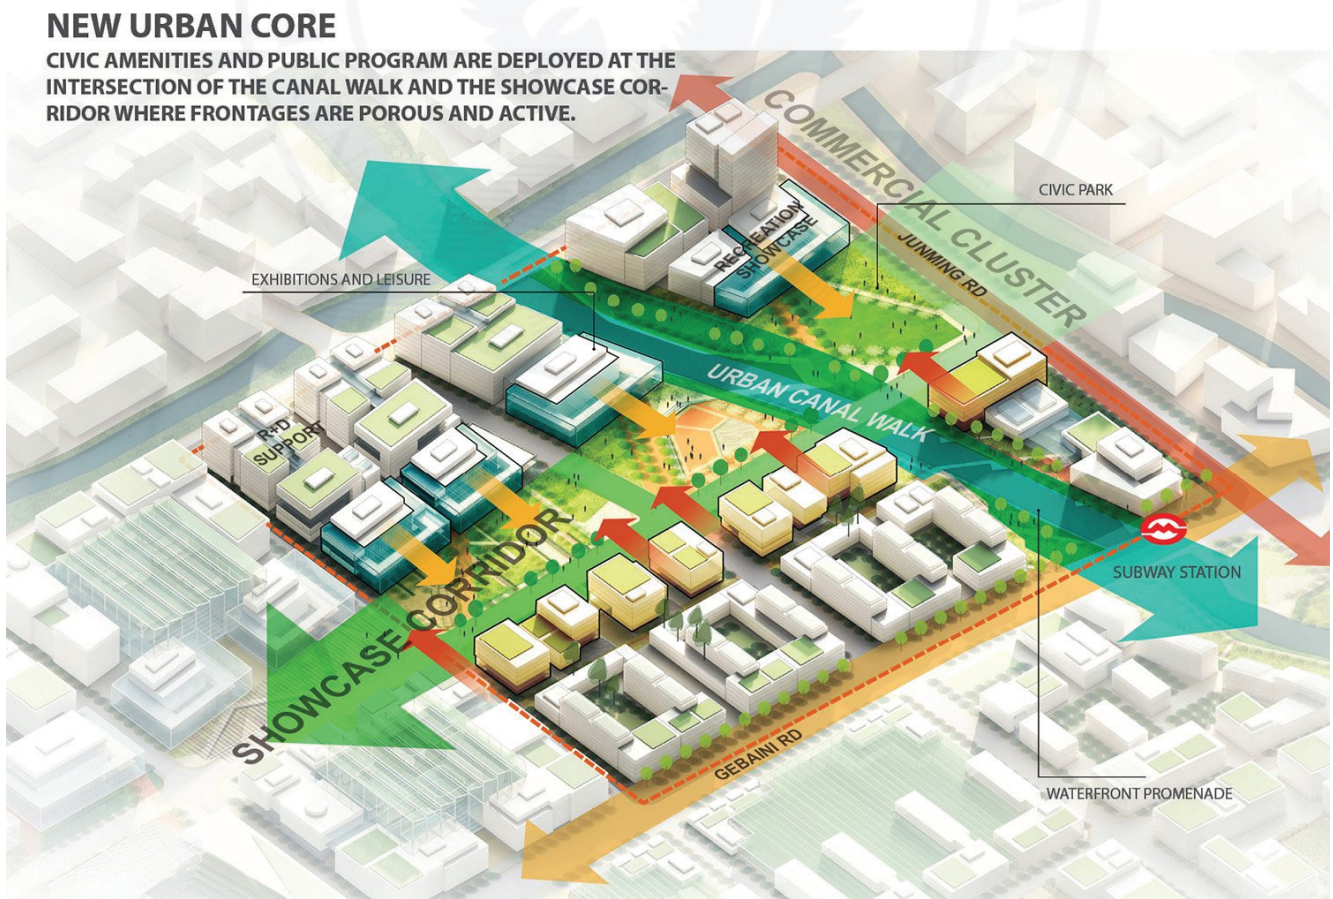 NEW URBAN CORE
CIVIC AMENITIES AND PUBLIC PROGRAM ARE DEPLOYED AT THE
INTERSECTION OF THE CANAL WALK AND THE SHOWCASE COR-
RIDOR WHERE FRONTAGES ARE POROUS AND ACTIVE.
COMMERCIAL CLUSTER
CIVIC PARK
JUNMING RD
RECREATION
SHOWCASE
EXHIBITIONS AND LEISURE
URBAN CANAL WALK
R+D
SUPPORT
SHOWCASE CORRIDOR
SUBWAY STATION
GEBAINI RD
WATERFRONT PROMENADE